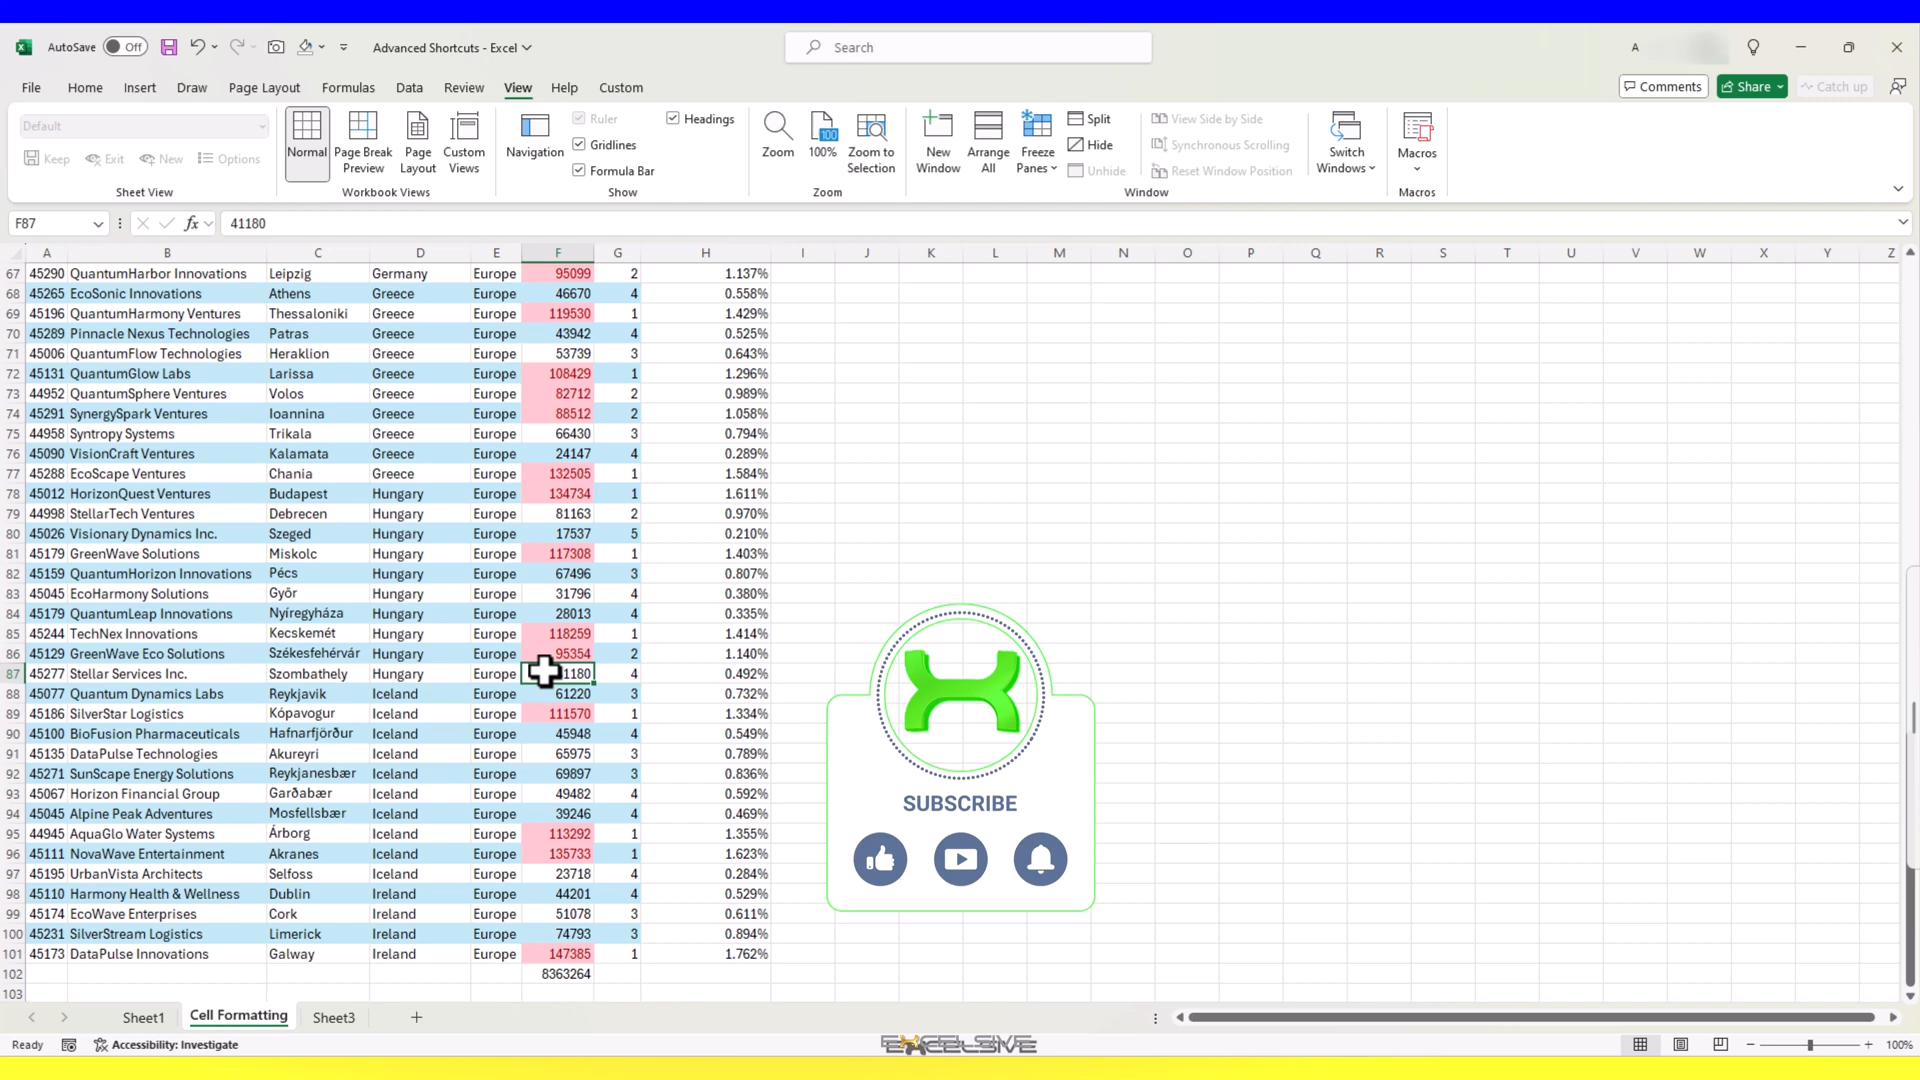 AutoSave Off Advanced Shortcuts - Excel Search A
File Home Insert Draw Page Layout Formulas Data Review View Help Custom Comments Share Catch up
Default
Keep Exit New Options
Sheet View
Normal Page Break Preview Page Layout Custom Views
Workbook Views
Navigation Ruler Gridlines Formula Bar Headings
Show
Zoom 100 100% Zoom to Selection
Zoom
New Window Arrange All Freeze Panes Split Hide Unhide View Side by Side Synchronous Scrolling Reset Window Position Switch Windows
Window
Macros
Macros
F87 fx 41180
A B C D E F G H I J K L M N O P Q R S T U V W X Y Z
67 45290 QuantumHarbor Innovations Leipzig Germany Europe 95099 2 1.137%
68 45265 EcoSonic Innovations Athens Greece Europe 46670 4 0.558%
69 45196 QuantumHarmony Ventures Thessaloniki Greece Europe 119530 1 1.429%
70 45289 Pinnacle Nexus Technologies Patras Greece Europe 43942 4 0.525%
71 45006 QuantumFlow Technologies Heraklion Greece Europe 53739 3 0.643%
72 45131 QuantumGlow Labs Larissa Greece Europe 108429 1 1.296%
73 44952 QuantumSphere Ventures Volos Greece Europe 82712 2 0.989%
74 45291 SynergySpark Ventures Ioannina Greece Europe 88512 2 1.058%
75 44958 Syntropy Systems Trikala Greece Europe 66430 3 0.794%
76 45090 VisionCraft Ventures Kalamata Greece Europe 24147 4 0.289%
77 45288 EcoScape Ventures Chania Greece Europe 132505 1 1.584%
78 45012 HorizonQuest Ventures Budapest Hungary Europe 134734 1 1.611%
79 44998 StellarTech Ventures Debrecen Hungary Europe 81163 2 0.970%
80 45026 Visionary Dynamics Inc. Szeged Hungary Europe 17537 5 0.210%
81 45179 GreenWave Solutions Miskolc Hungary Europe 117308 1 1.403%
82 45159 QuantumHorizon Innovations Pécs Hungary Europe 67496 3 0.807%
83 45045 EcoHarmony Solutions Győr Hungary Europe 31796 4 0.380%
84 45179 QuantumLeap Innovations Nyíregyháza Hungary Europe 28013 4 0.335%
85 45244 TechNex Innovations Kecskemét Hungary Europe 118259 1 1.414%
86 45129 GreenWave Eco Solutions Székesfehérvár Hungary Europe 95354 2 1.140%
87 45277 Stellar Services Inc. Szombathely Hungary Europe 1180 4 0.492%
88 45077 Quantum Dynamics Labs Reykjavik Iceland Europe 61220 3 0.732%
89 45186 SilverStar Logistics Kópavogur Iceland Europe 111570 1 1.334%
90 45100 BioFusion Pharmaceuticals Hafnarfjörður Iceland Europe 45948 4 0.549%
91 45135 DataPulse Technologies Akureyri Iceland Europe 65975 3 0.789%
92 45271 SunScape Energy Solutions Reykjanesbær Iceland Europe 69897 3 0.836%
93 45067 Horizon Financial Group Garðabær Iceland Europe 49482 4 0.592%
94 45045 Alpine Peak Adventures Mosfellsbær Iceland Europe 39246 4 0.469%
95 44945 AquaGlo Water Systems Árborg Iceland Europe 113292 1 1.355%
96 45111 NovaWave Entertainment Akranes Iceland Europe 135733 1 1.623%
97 45195 UrbanVista Architects Selfoss Iceland Europe 23718 4 0.284%
98 45110 Harmony Health & Wellness Dublin Ireland Europe 44201 4 0.529%
99 45174 EcoWave Enterprises Cork Ireland Europe 51078 3 0.611%
100 45231 SilverStream Logistics Limerick Ireland Europe 74793 3 0.894%
101 45173 DataPulse Innovations Galway Ireland Europe 147385 1 1.762%
102 8363264
103
SUBSCRIBE
Sheet1 Cell Formatting Sheet3
Ready Accessibility: Investigate 100%